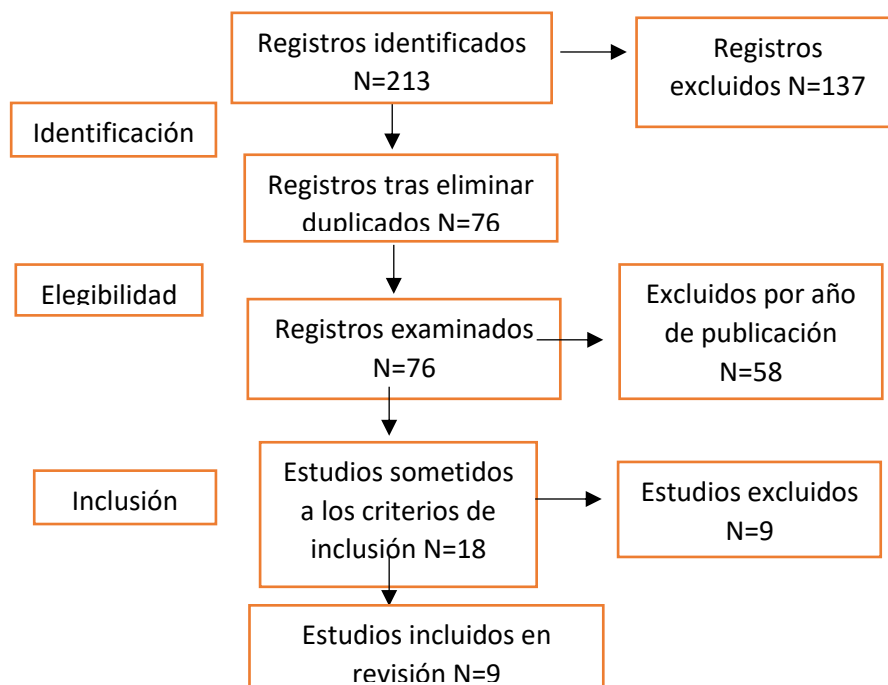 Registros identificados
N=213
Registros
excluidos N=137
Identificación
Registros tras eliminar
duplicados N=76
Elegibilidad
Registros examinados
N=76
Excluidos por año
de publicación
N=58
Inclusión
Estudios sometidos
a los criterios de
inclusión N=18
Estudios excluidos
N=9
Estudios incluidos en
revisión N=9